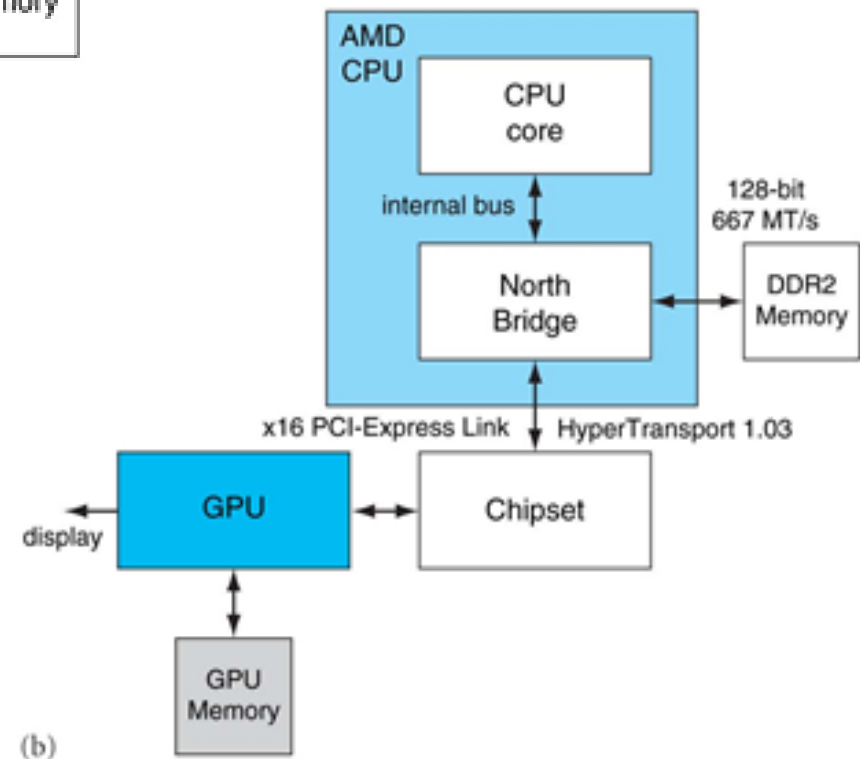 AMD
CPU
CPU
core
internal bus
128-bit
667 MT/s
North
Bridge
DDR2
Memory
x16 PCI-Express Link
HyperTransport 1.03
GPU
Chipset
display
GPU
Memory
(b)